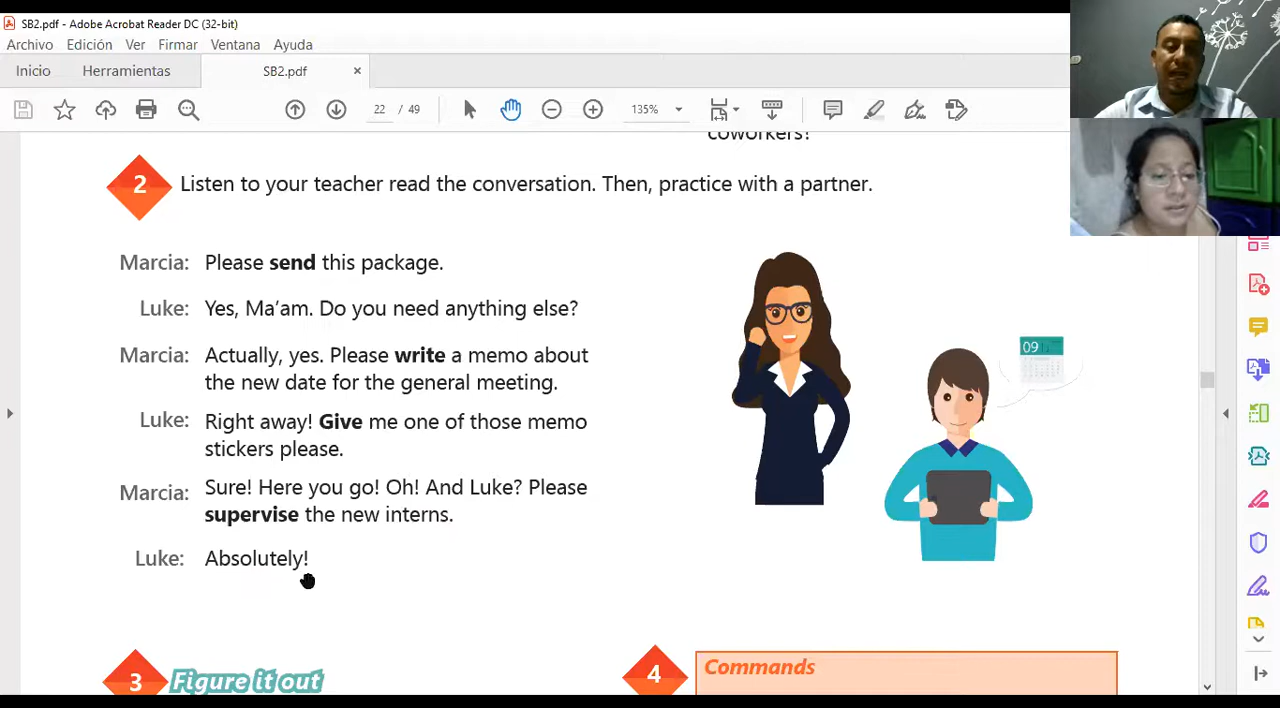 SB2.pdf - Adobe Acrobat Reader DC (32-bit)
Archivo Edición Ver Firmar Ventana Ayuda
Inicio Herramientas SB2.pdf ×
22 / 49 135%
coworkers!
2 Listen to your teacher read the conversation. Then, practice with a partner.
Marcia: Please send this package.
Luke: Yes, Ma’am. Do you need anything else?
Marcia: Actually, yes. Please write a memo about
the new date for the general meeting.
Luke: Right away! Give me one of those memo
stickers please.
Marcia: Sure! Here you go! Oh! And Luke? Please
supervise the new interns.
Luke: Absolutely!
09
3 Figure it out
4 Commands